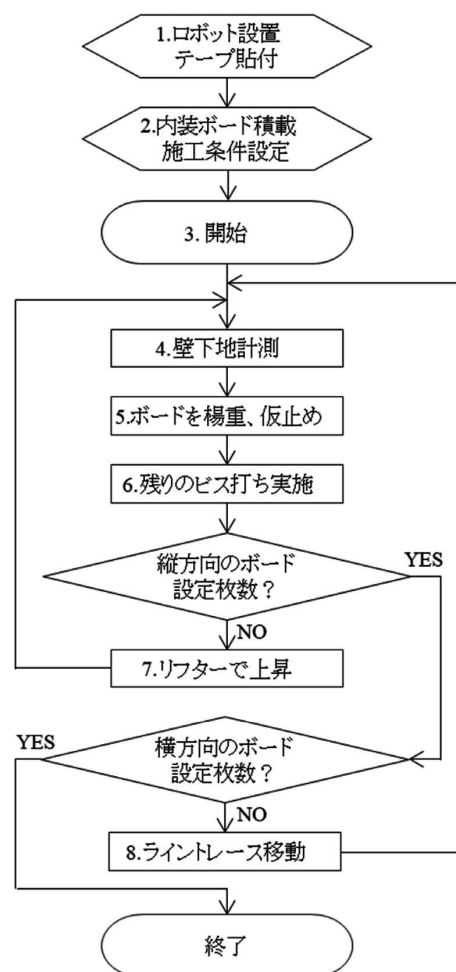 1.ロボット設置
テープ貼付
2.内装ボード積載
施工条件設定
3. 開始
4.壁下地計測
5.ボードを楊重、仮止め
6.残りのビス打ち実施
縦方向のボード
設定枚数？
YES
NO
7.リフターで上昇
YES
横方向のボード
設定枚数？
NO
8.ライントレース移動
終了